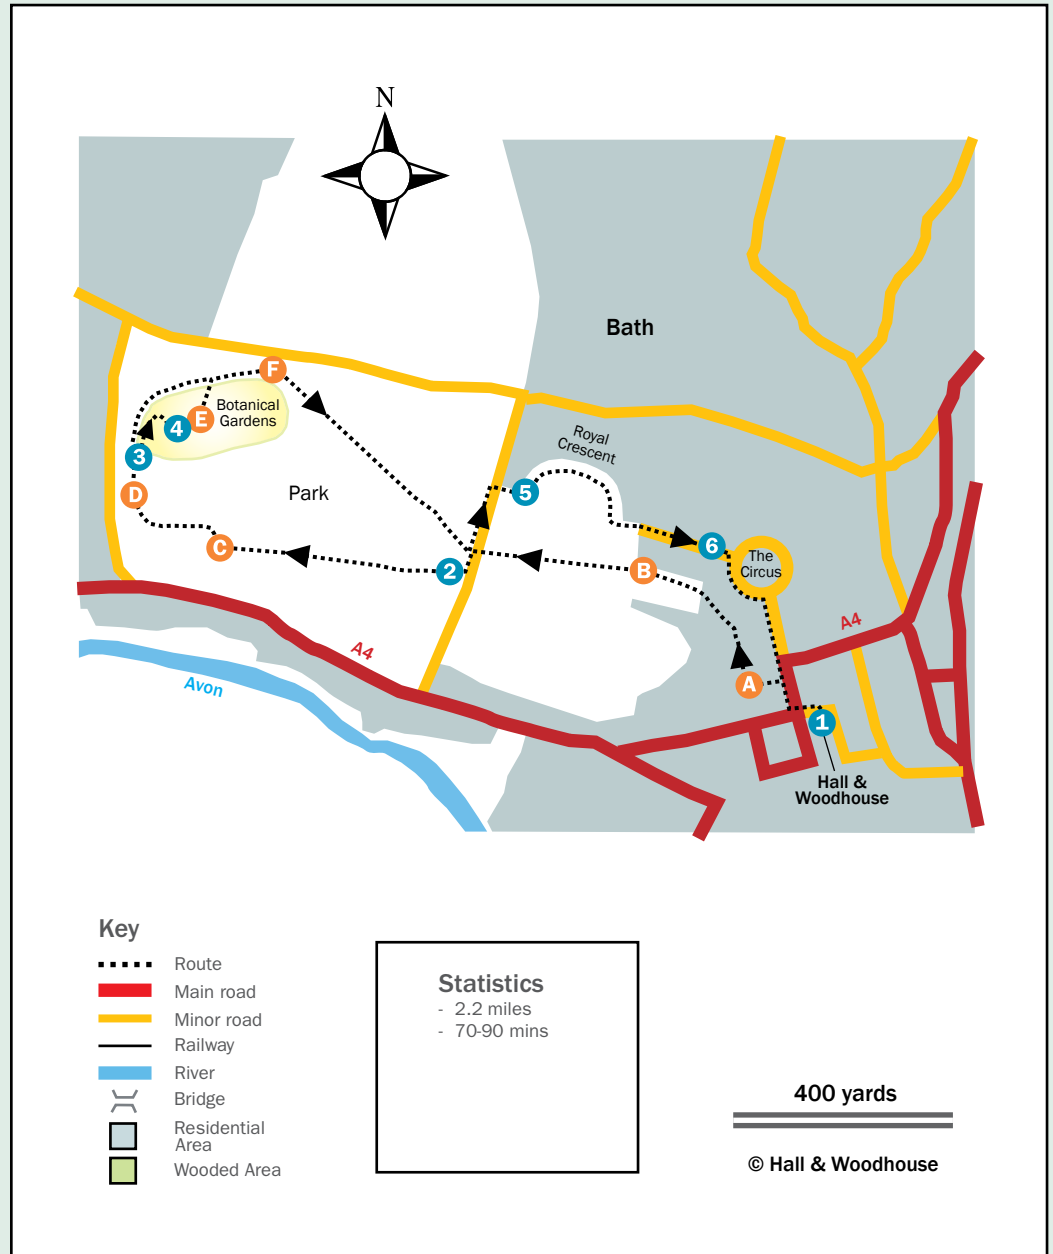 N
Bath
F
Botanical
Gardens
E
4
3
Royal
Crescent
D
Park
5
C
2
B
6
The
Circus
A4
A4
Avon
A
1
Hall &
Woodhouse
Key
Route
Main road
Minor road
Railway
River
Bridge
Residential
Area
Wooded Area
Statistics
- 2.2 miles
- 70-90 mins
400 yards
© Hall & Woodhouse